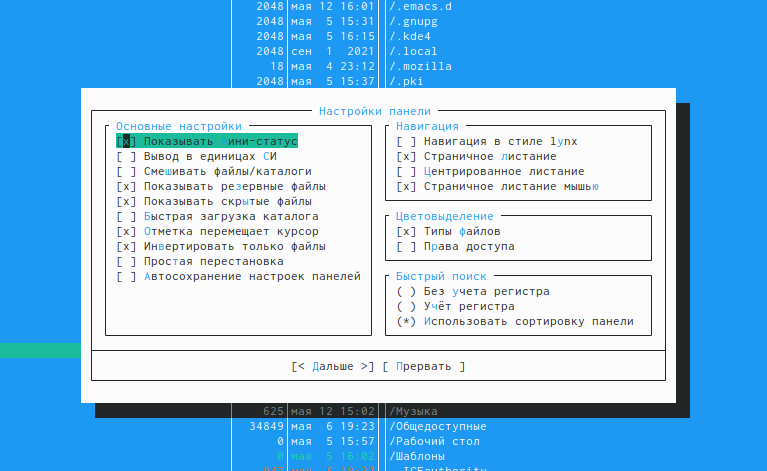 2048 мая 12 16:01 /.emacs.d
2048 мая 5 15:31 /.gnupg
2048 мая 5 16:15 /.kde4
2048 сен 1 2021 /.local
18 мая 4 23:12 /.mozilla
2048 мая 5 15:37 /.pki
Настройки панели
Основные настройки
[x] Показывать мини-статус
[ ] Вывод в единицах СИ
[ ] Смешивать файлы/каталоги
[x] Показывать резервные файлы
[x] Показывать скрытые файлы
[ ] Быстрая загрузка каталога
[x] Отметка перемещает курсор
[x] Инвертировать только файлы
[ ] Простая перестановка
[ ] Автосохранение настроек панелей
Навигация
[ ] Навигация в стиле lynx
[x] Страничное листание
[ ] Центрированное листание
[x] Страничное листание мышью
Цветовыделение
[x] Типы файлов
[ ] Права доступа
Быстрый поиск
( ) Без учета регистра
( ) Учёт регистра
(*) Использовать сортировку панели
[< Дальше >] [ Прервать ]
625 мая 12 15:02 /Музыка
34849 мая 6 19:23 /Общедоступные
0 мая 5 15:57 /Рабочий стол
0 мая 5 16:02 /Шаблоны